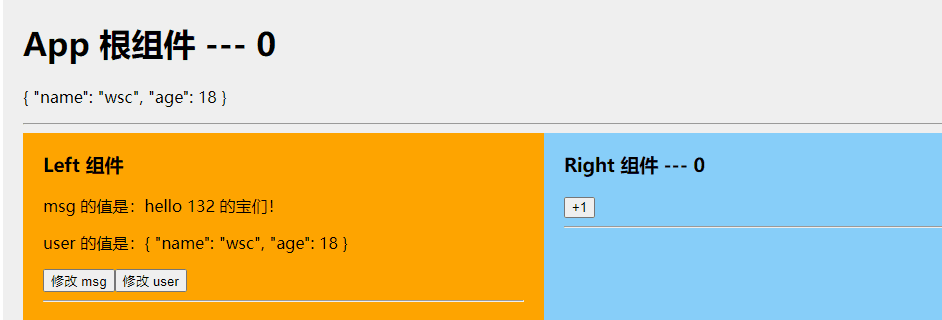 App 根组件 --- 0
{ "name": "wsc", "age": 18 }
Left 组件
msg 的值是：hello 132 的宝们！
user 的值是：{ "name": "wsc", "age": 18 }
修改 msg 修改 user
Right 组件 --- 0
+1